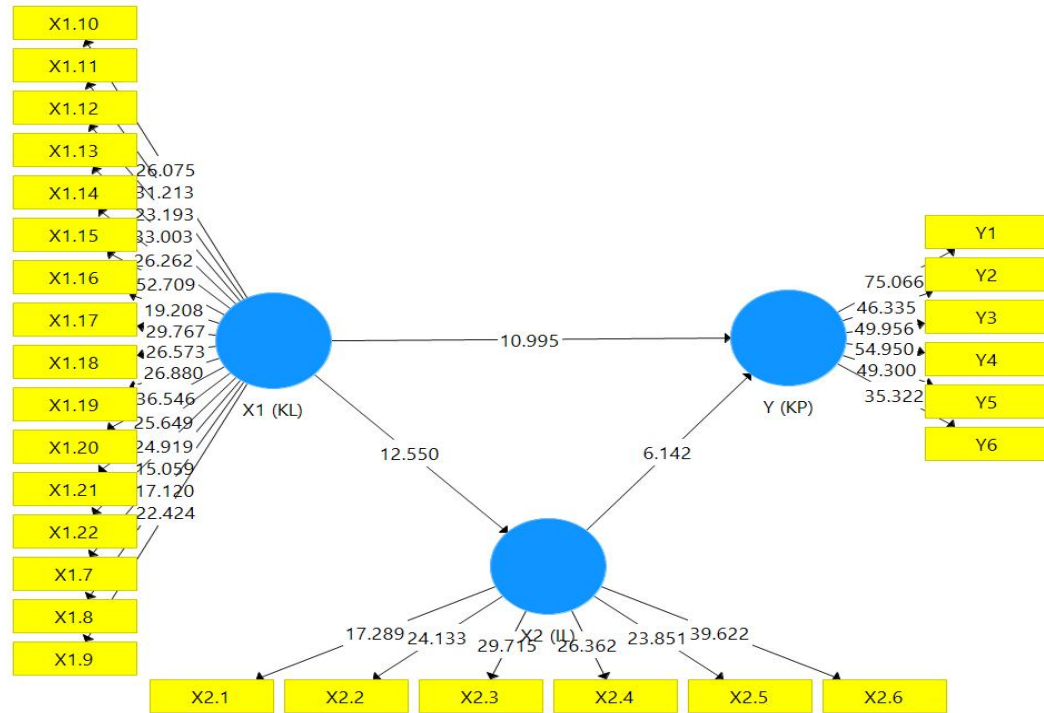 X1.10
X1.11
X1.12
X1.13
X1.14
X1.15
X1.16
X1.17
X1.18
X1.19
X1.20
X1.21
X1.22
X1.7
X1.8
X1.9
26.075
31.213
23.193
33.003
26.262
52.709
19.208
29.767
26.573
26.880
36.546
25.649
24.919
15.059
17.120
22.424
X1 (KL)
10.995
12.550
6.142
Y (KP)
75.066
46.335
49.956
54.950
49.300
35.322
Y1
Y2
Y3
Y4
Y5
Y6
X2 (IL)
17.289
24.133
29.715
26.362
23.851
39.622
X2.1
X2.2
X2.3
X2.4
X2.5
X2.6